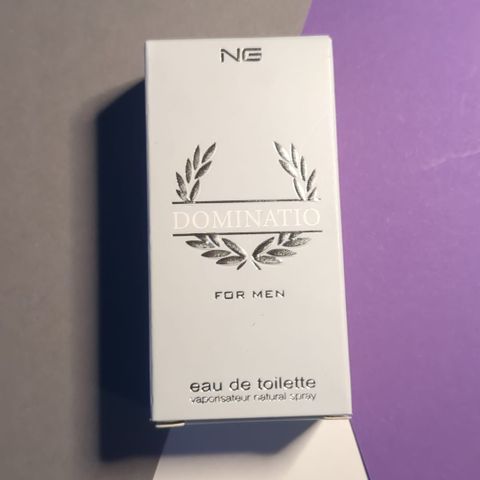 NG
DOMINATIO
FOR MEN
eau de toilette
vaporisateur natural spray